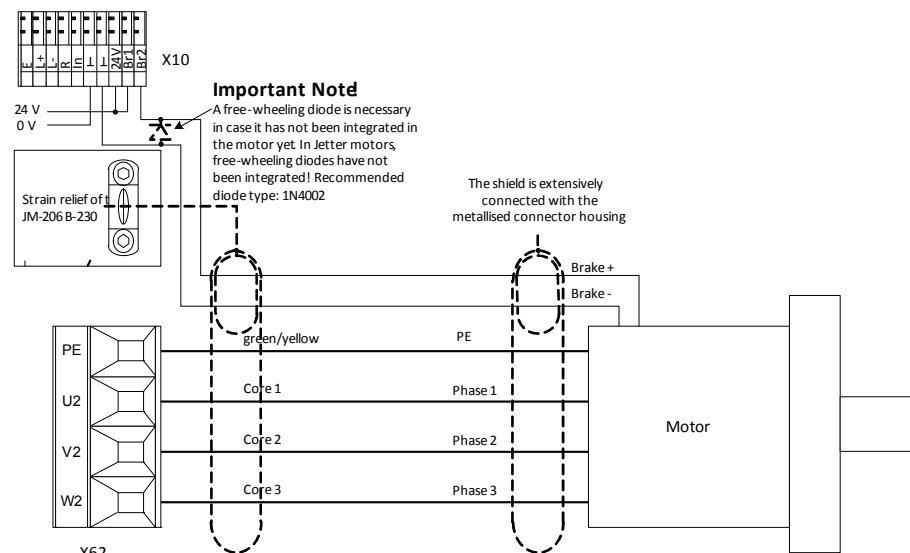 E L+ L- R In ⊥ ⊥ 24V Br1 Br2
X10
24 V
0 V
Important Note!
A free-wheeling diode is necessary
in case it has not been integrated in
the motor yet. In Jetter motors,
free-wheeling diodes have not
been integrated! Recommended
diode type: 1N4002
Strain relief of t
JM-206B-230
The shield is extensively
connected with the
metallised connector housing
Brake +
Brake -
PE
green/yellow
PE
U2
Core 1
Phase 1
V2
Core 2
Phase 2
W2
Core 3
Phase 3
Motor
X62